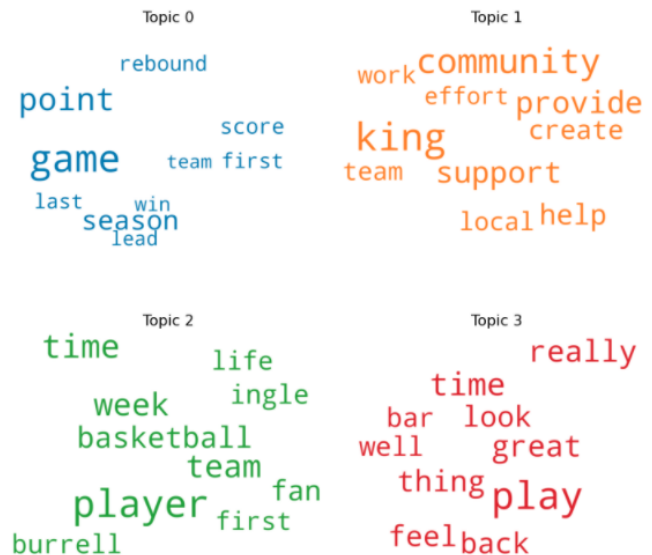 Topic 0
rebound
point
score
game
team first
last
win
season
lead
Topic 1
community
work
effort
provide
create
king
team
support
local help
Topic 2
time
life
ingle
week
basketball
team
player
fan
first
burrell
Topic 3
really
time
bar
look
well
great
thing
play
feel
back